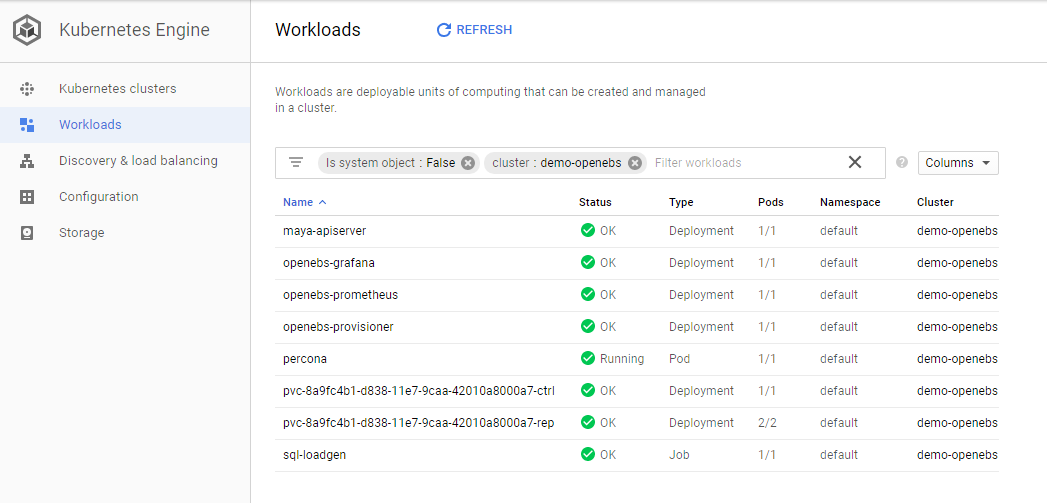 Kubernetes Engine
Workloads
REFRESH
Kubernetes clusters
Workloads
Discovery & load balancing
Configuration
Storage
Workloads are deployable units of computing that can be created and managed
in a cluster.
Is system object : False cluster : demo-openebs Filter workloads ? Columns
Name Status Type Pods Namespace Cluster
maya-apiserver OK Deployment 1/1 default demo-openebs
openebs-grafana OK Deployment 1/1 default demo-openebs
openebs-prometheus OK Deployment 1/1 default demo-openebs
openebs-provisioner OK Deployment 1/1 default demo-openebs
percona Running Pod 1/1 default demo-openebs
pvc-8a9fc4b1-d838-11e7-9caa-42010a8000a7-ctrl OK Deployment 1/1 default demo-openebs
pvc-8a9fc4b1-d838-11e7-9caa-42010a8000a7-rep OK Deployment 2/2 default demo-openebs
sql-loadgen OK Job 1/1 default demo-openebs